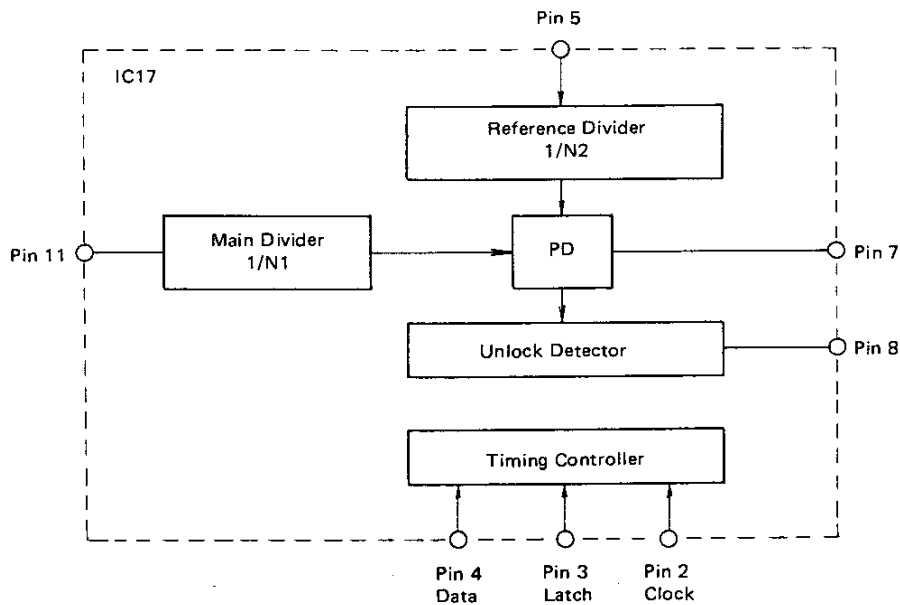 Pin 5
IC17
Reference Divider
1/N2
Main Divider
1/N1
PD
Pin 11
Pin 7
Unlock Detector
Pin 8
Timing Controller
Pin 4
Data
Pin 3
Latch
Pin 2
Clock